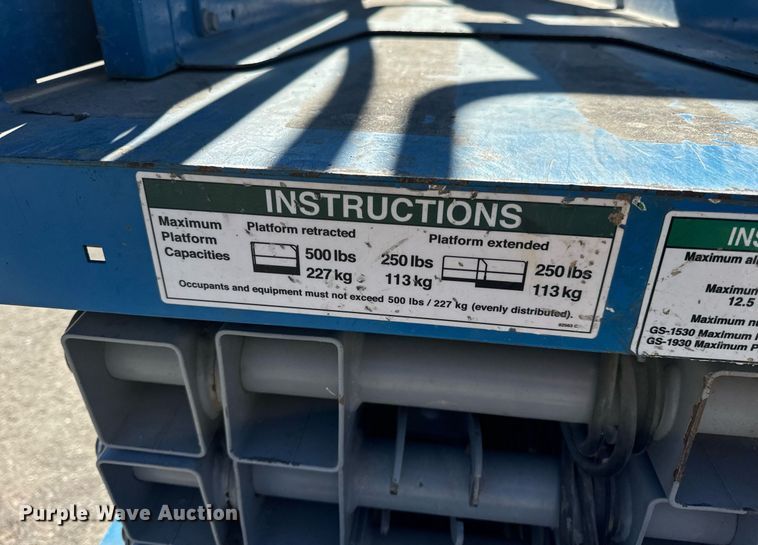 INSTRUCTIONS
Maximum
Platform
Capacities
Platform retracted
500 lbs
227 kg
Platform extended
250 lbs
113 kg
250 lbs
113 kg
Occupants and equipment must not exceed 500 lbs / 227 kg (evenly distributed).
82563 C
INS
Maximum al
Maximum
12.5
Maximum nu
GS-1530 Maximum
GS-1930 Maximum P
Purple Wave Auction